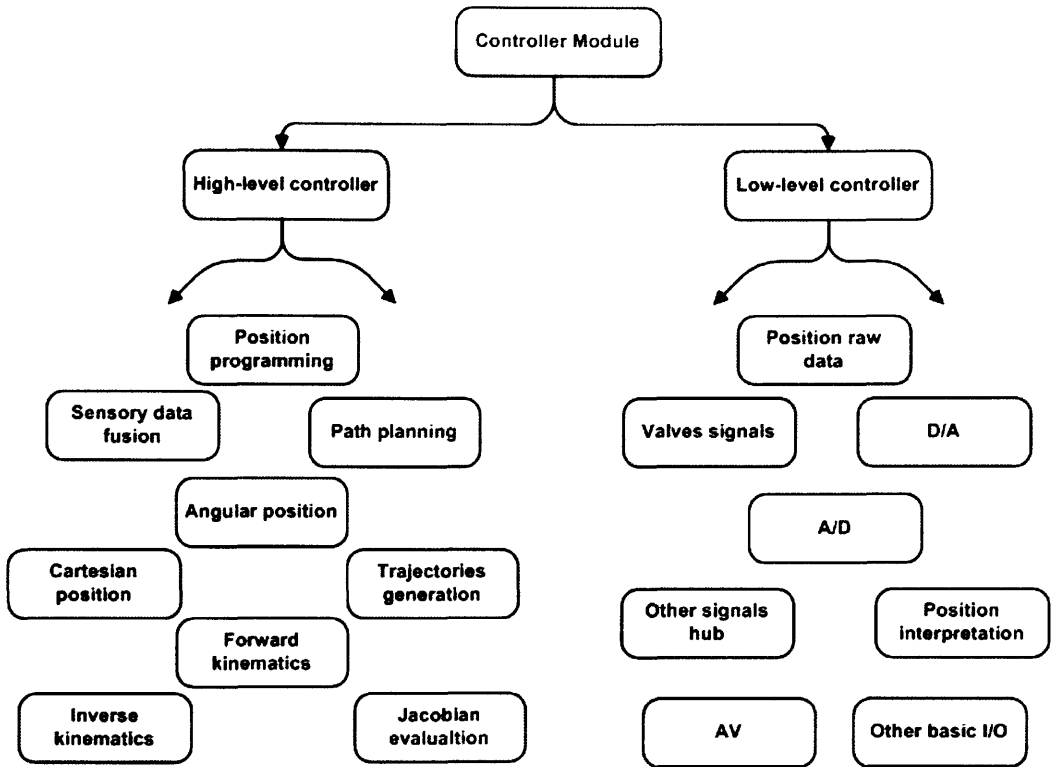 Controller Module
High-level controller
Low-level controller
Position
programming
Position raw
data
Sensory data
fusion
Path planning
Valves signals
D/A
Angular position
A/D
Cartesian
position
Trajectories
generation
Other signals
hub
Position
interpretation
Forward
kinematics
Inverse
kinematics
Jacobian
evalualtion
AV
Other basic I/O